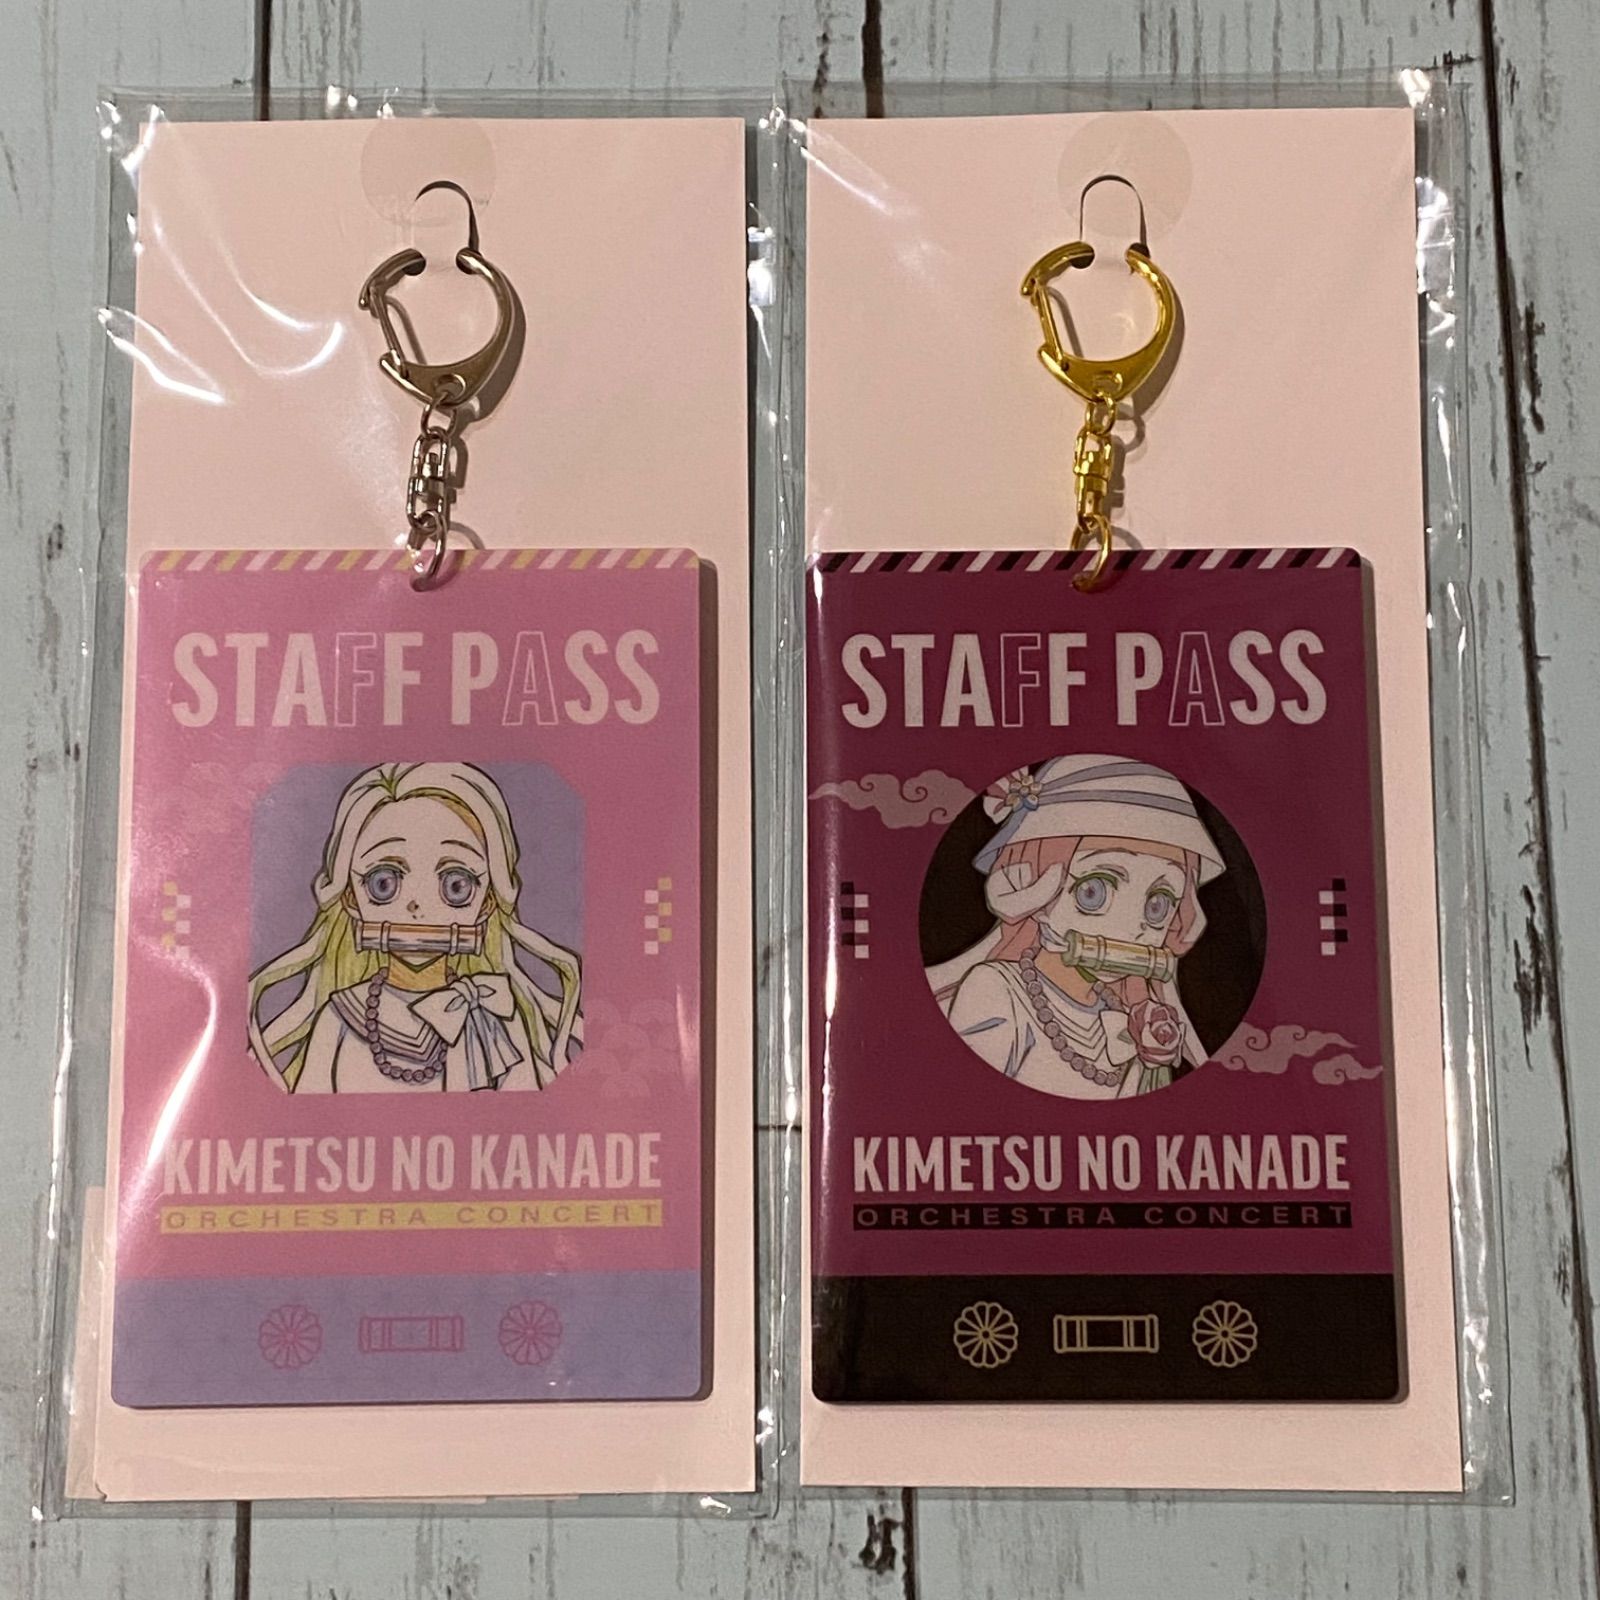 STAFF PASS
KIMETSU NO KANADE
ORCHESTRA CONCERT
STAFF PASS
KIMETSU NO KANADE
ORCHESTRA CONCERT